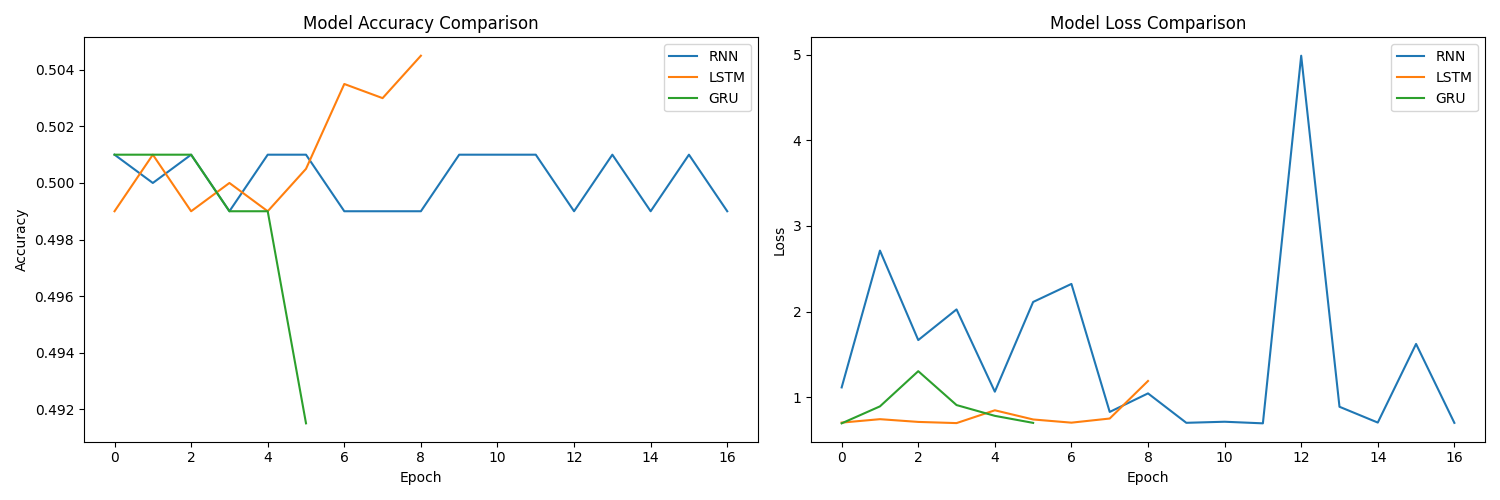 Model Accuracy Comparison
0.504
0.502
0.500
0.498
0.496
0.494
0.492
Accuracy
0 2 4 6 8 10 12 14 16
Epoch
RNN
LSTM
GRU
Model Loss Comparison
5
4
3
2
1
Loss
0 2 4 6 8 10 12 14 16
Epoch
RNN
LSTM
GRU